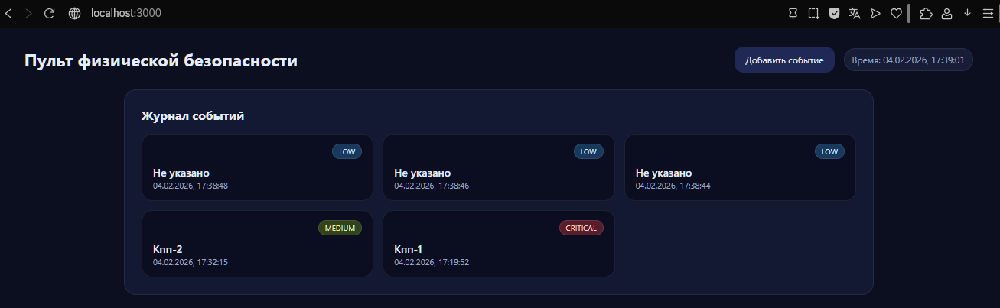 localhost:3000
Пульт физической безопасности
Добавить событие
Время: 04.02.2026, 17:39:01
Журнал событий
LOW
Не указано
04.02.2026, 17:38:48
LOW
Не указано
04.02.2026, 17:38:46
LOW
Не указано
04.02.2026, 17:38:44
MEDIUM
Кпп-2
04.02.2026, 17:32:15
CRITICAL
Кпп-1
04.02.2026, 17:19:52